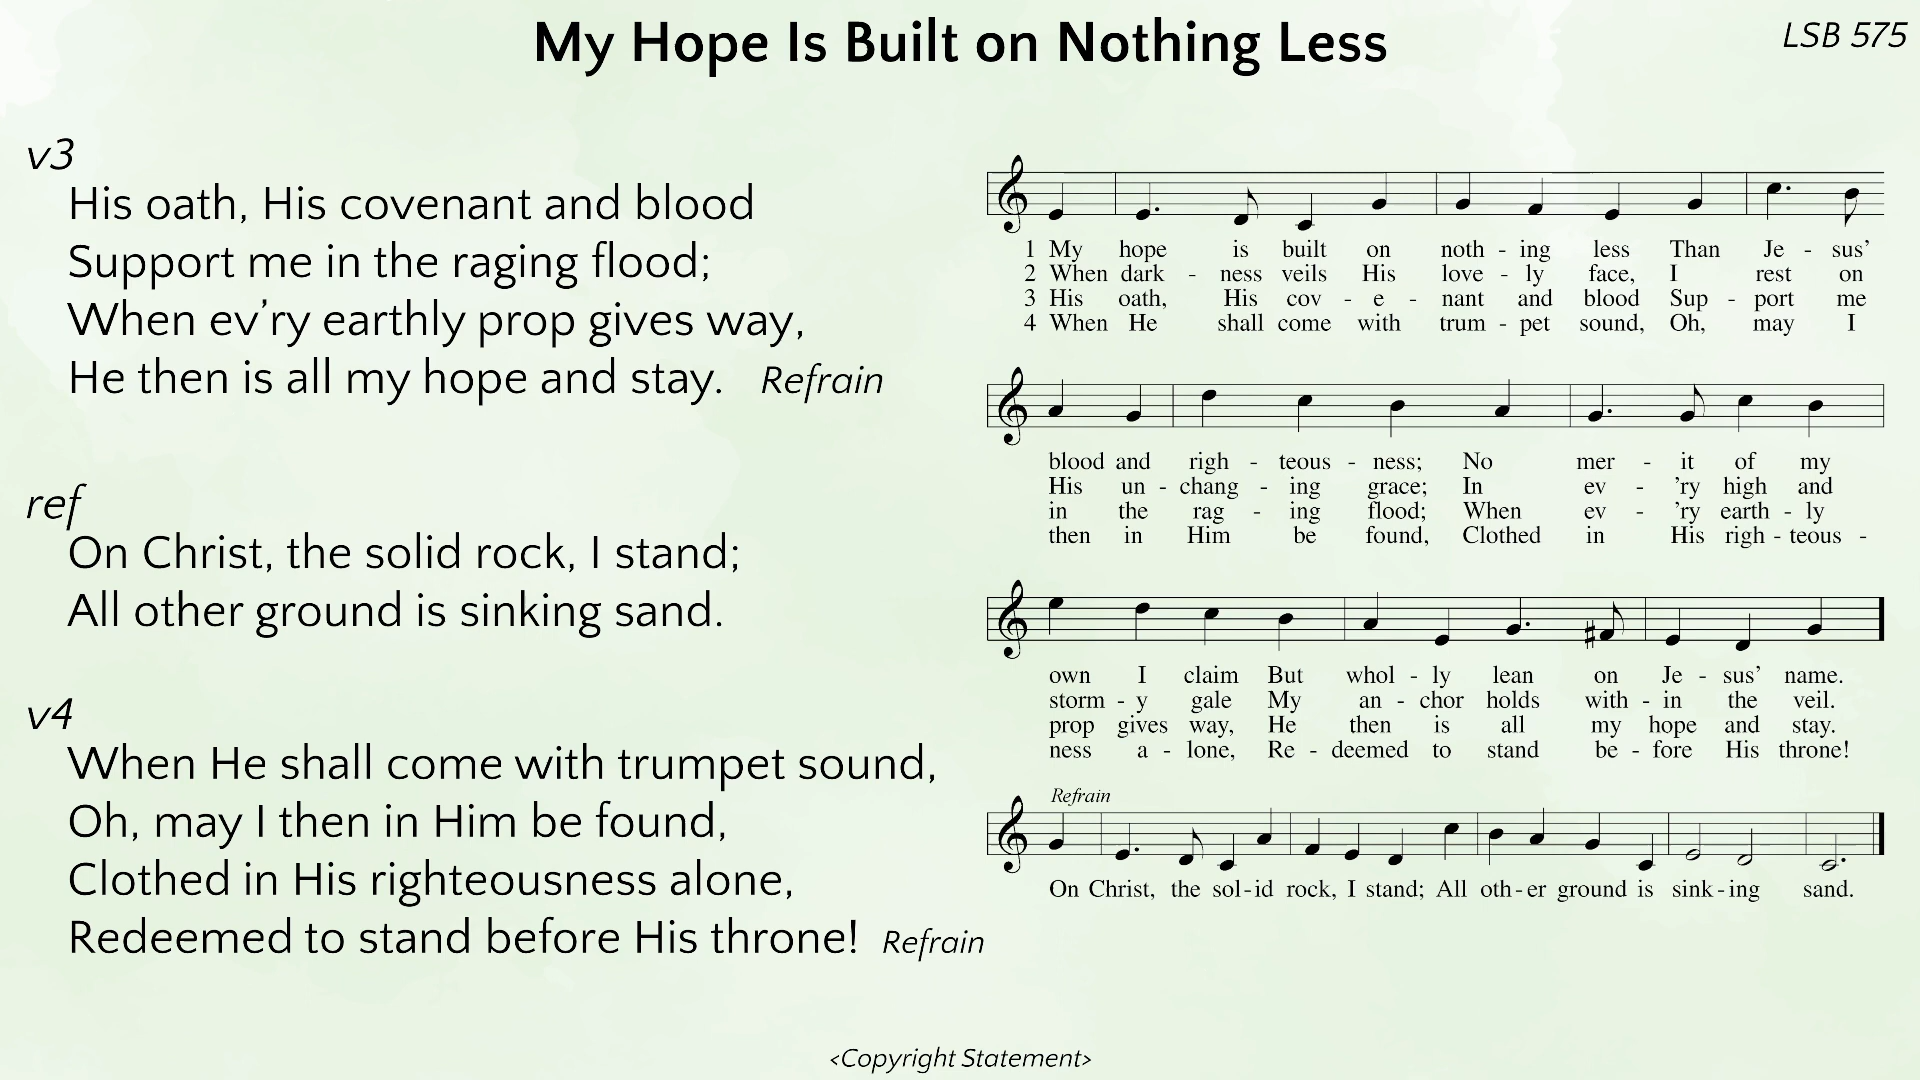 My Hope Is Built on Nothing Less
LSB 575
v3
His oath, His covenant and blood
Support me in the raging flood;
When ev’ry earthly prop gives way,
He then is all my hope and stay. Refrain
ref
On Christ, the solid rock, I stand;
All other ground is sinking sand.
v4
When He shall come with trumpet sound,
Oh, may I then in Him be found,
Clothed in His righteousness alone,
Redeemed to stand before His throne! Refrain
1 My hope is built on noth - ing less Than Je - sus’
2 When dark - ness veils His love - ly face, I rest on
3 His oath, His cov - e - nant and blood Sup - port me
4 When He shall come with trum - pet sound, Oh, may I
blood and righ - teous - ness; No mer - it of my
His un - chang - ing grace; In ev - ’ry high and
in the rag - ing flood; When ev - ’ry earth - ly
then in Him be found, Clothed in His righ - teous -
own I claim But whol - ly lean on Je - sus’ name.
storm - y gale My an - chor holds with - in the veil.
prop gives way, He then is all my hope and stay.
ness a - lone, Re - deemed to stand be - fore His throne!
Refrain
On Christ, the sol - id rock, I stand; All oth - er ground is sink - ing sand.
<Copyright Statement>